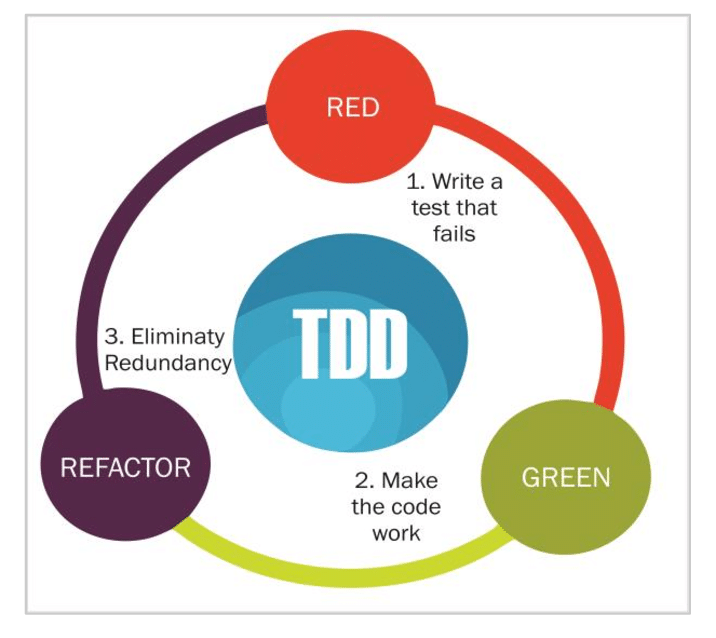 RED
1. Write a
test that
fails
TDD
3. Eliminaty
Redundancy
REFACTOR
GREEN
2. Make
the code
work